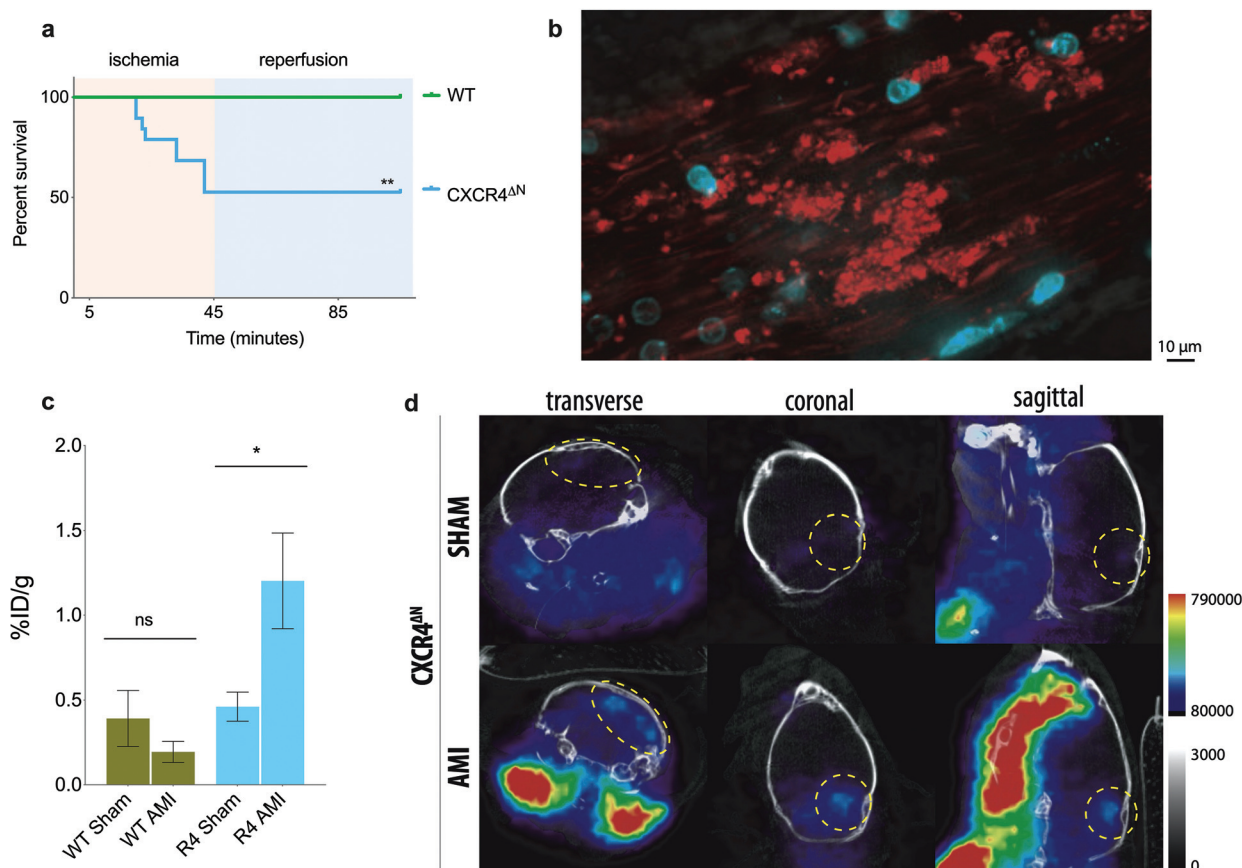 a
ischemia
reperfusion
Percent survival
100
50
0
5
45
85
Time (minutes)
WT
**
CXCR4ΔN
b
10 µm
c
%ID/g
2.0
1.5
1.0
0.5
0.0
ns
*
WT Sham
WT AMI
R4 Sham
R4 AMI
d
transverse
coronal
sagittal
CXCR4ΔN
SHAM
AMI
790000
80000
3000
0